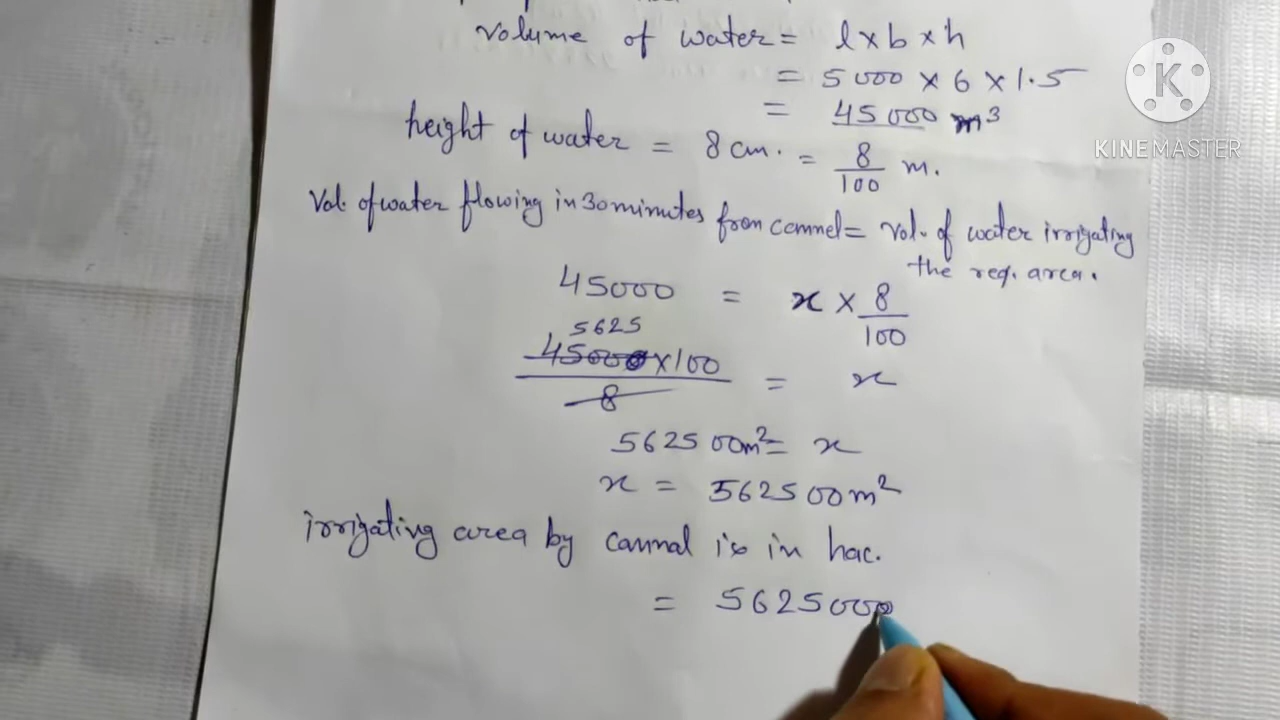 volume of water = l × b × h
= 5000 × 6 × 1.5
= 45000 m³
height of water = 8 cm. = 8/100 m.
Vol. of water flowing in 30 minutes from cannel = vol. of water irrigating
the req. area.
45000 = x × 8/100
5625
45000 × 100 / 8 = x
562500 m² = x
x = 562500 m²
irrigating area by cannal is in hac.
= 5625000
K
KINEMASTER